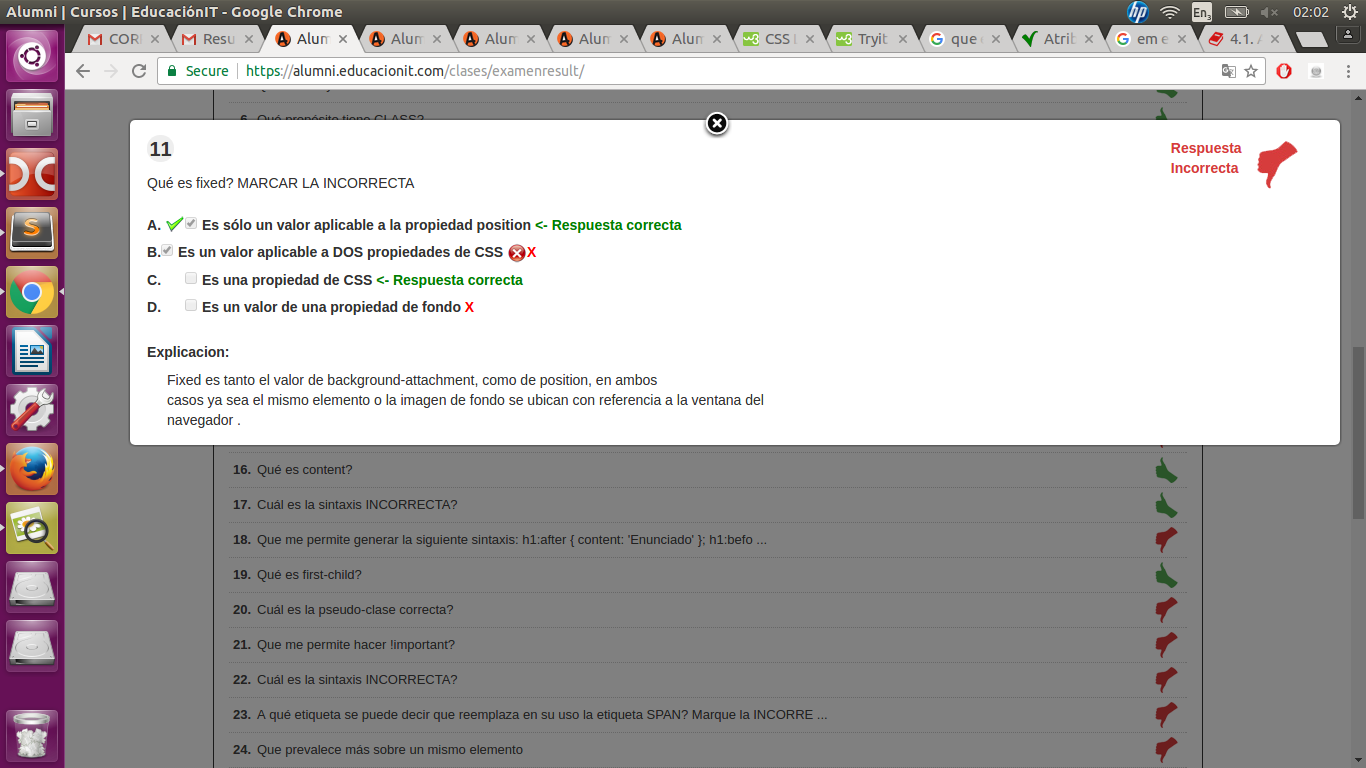 Alumni | Cursos | EducaciónIT - Google Chrome
En3
02:02
CORI
Resu
Alum
Alum
Alum
Alum
Alum
CSS
Tryit
que
Atrib
em e
4.1.
Secure
https://alumni.educacionit.com/clases/examenresult/
6. Qué propósito tiene CLASS?
11
Respuesta
Incorrecta
Qué es fixed? MARCAR LA INCORRECTA
A. Es sólo un valor aplicable a la propiedad position <- Respuesta correcta
B. Es un valor aplicable a DOS propiedades de CSS X
C. Es una propiedad de CSS <- Respuesta correcta
D. Es un valor de una propiedad de fondo X
Explicacion:
Fixed es tanto el valor de background-attachment, como de position, en ambos
casos ya sea el mismo elemento o la imagen de fondo se ubican con referencia a la ventana del
navegador .
16. Qué es content?
17. Cuál es la sintaxis INCORRECTA?
18. Que me permite generar la siguiente sintaxis: h1:after { content: 'Enunciado' }; h1:befo ...
19. Qué es first-child?
20. Cuál es la pseudo-clase correcta?
21. Que me permite hacer !important?
22. Cuál es la sintaxis INCORRECTA?
23. A qué etiqueta se puede decir que reemplaza en su uso la etiqueta SPAN? Marque la INCORRE ...
24. Que prevalece más sobre un mismo elemento